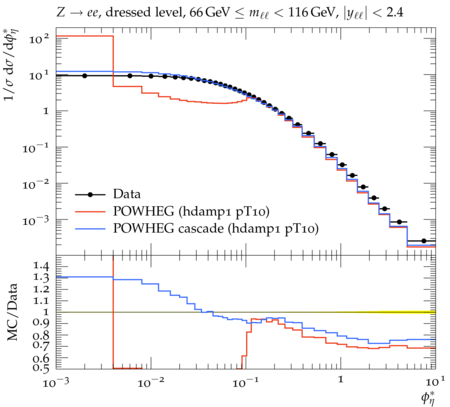 Z → ee, dressed level, 66 GeV ≤ mℓℓ < 116 GeV, |yℓℓ| < 2.4
1/σ dσ/dϕ*η
10²
10¹
1
10⁻¹
10⁻²
10⁻³
Data
POWHEG (hdamp1 pT10)
POWHEG cascade (hdamp1 pT10)
MC/Data
1.4
1.3
1.2
1.1
1
0.9
0.8
0.7
0.6
0.5
10⁻³ 10⁻² 10⁻¹ 1 10¹
ϕ*η